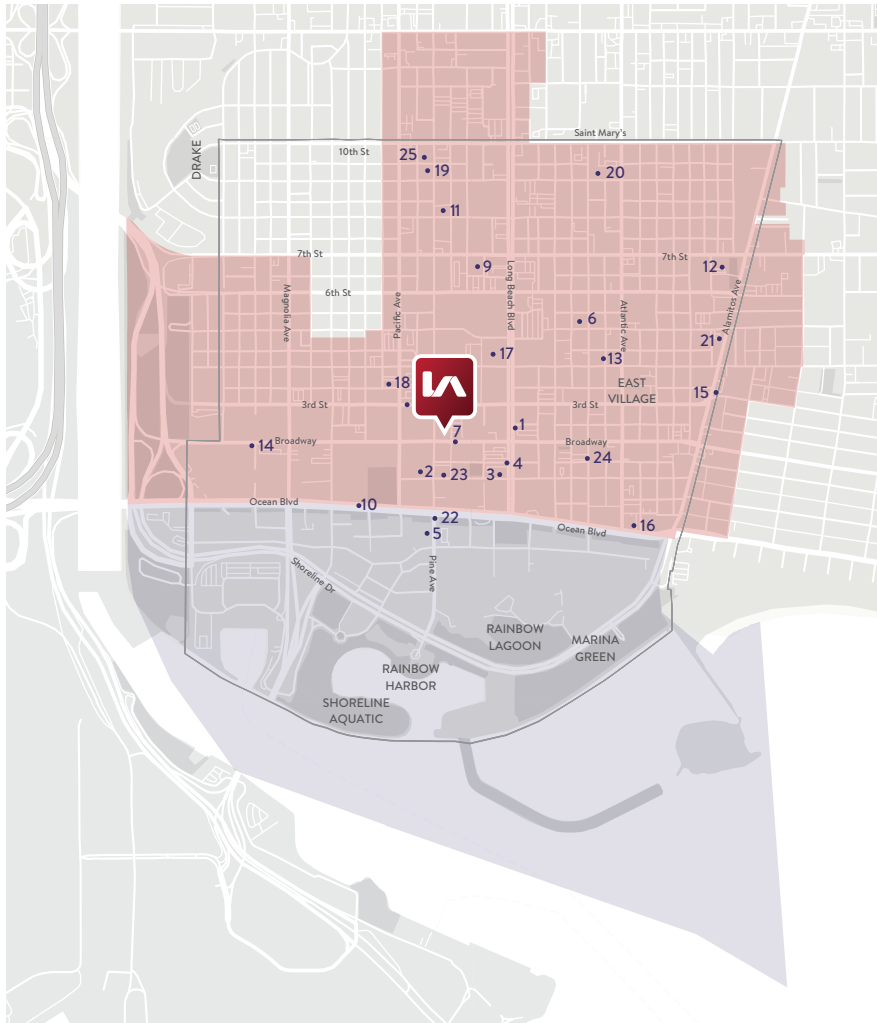 Saint Mary's
10th St
DRAKE
25
19
20
11
7th St
7th St
9
12
Long Beach Blvd
6th St
Magnolia Ave
Pacific Ave
Atlantic Ave
Alamitos Ave
6
21
17
13
18
EAST
VILLAGE
15
3rd St
3rd St
1
7
14
Broadway
Broadway
24
4
2
23
3
Ocean Blvd
10
22
16
5
Ocean Blvd
Pine Ave
Shoreline Dr
RAINBOW
LAGOON
MARINA
GREEN
RAINBOW
HARBOR
SHORELINE
AQUATIC